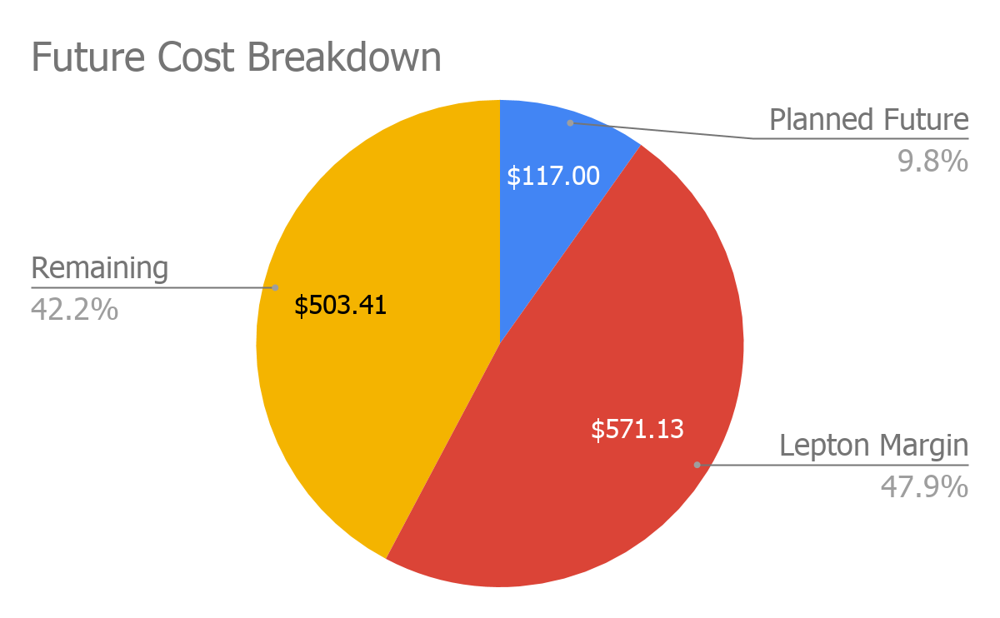 Future Cost Breakdown
Planned Future
9.8%
$117.00
Remaining
42.2%
$503.41
$571.13
Lepton Margin
47.9%